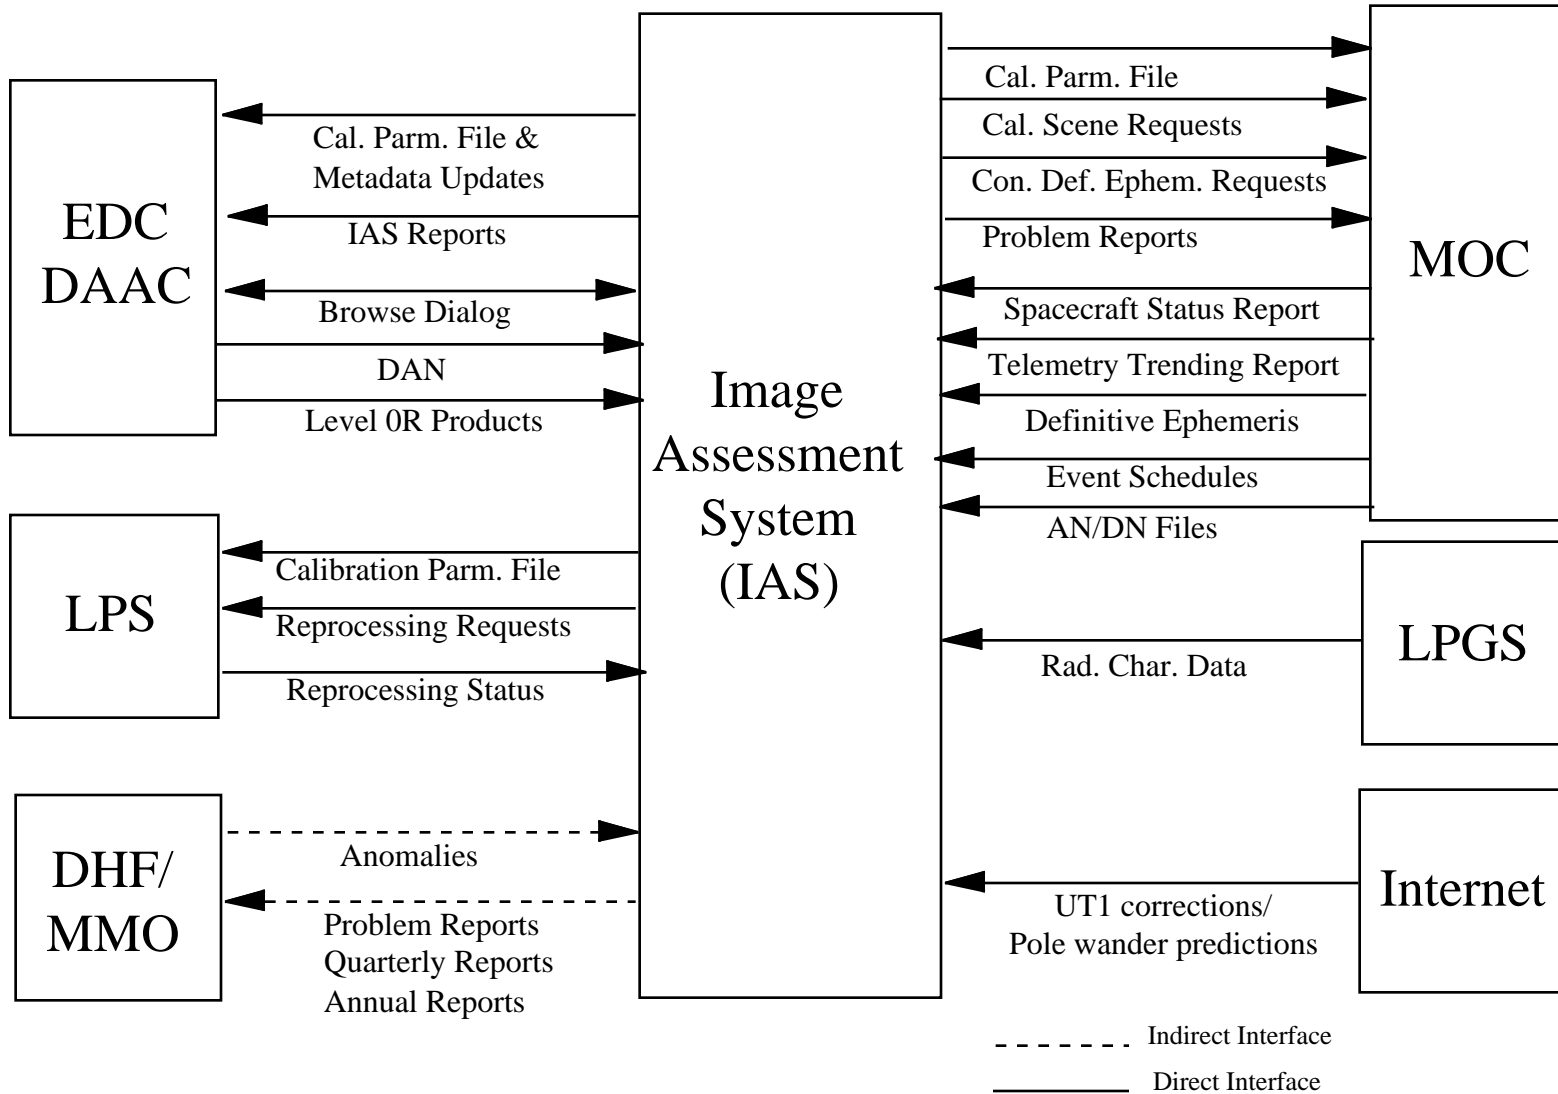 EDC
DAAC
Cal. Parm. File &
Metadata Updates
IAS Reports
Browse Dialog
DAN
Level 0R Products
LPS
Calibration Parm. File
Reprocessing Requests
Reprocessing Status
DHF/
MMO
Anomalies
Problem Reports
Quarterly Reports
Annual Reports
Image
Assessment
System
(IAS)
Cal. Parm. File
Cal. Scene Requests
Con. Def. Ephem. Requests
Problem Reports
Spacecraft Status Report
Telemetry Trending Report
Definitive Ephemeris
Event Schedules
AN/DN Files
MOC
Rad. Char. Data
LPGS
UT1 corrections/
Pole wander predictions
Internet
Indirect Interface
Direct Interface